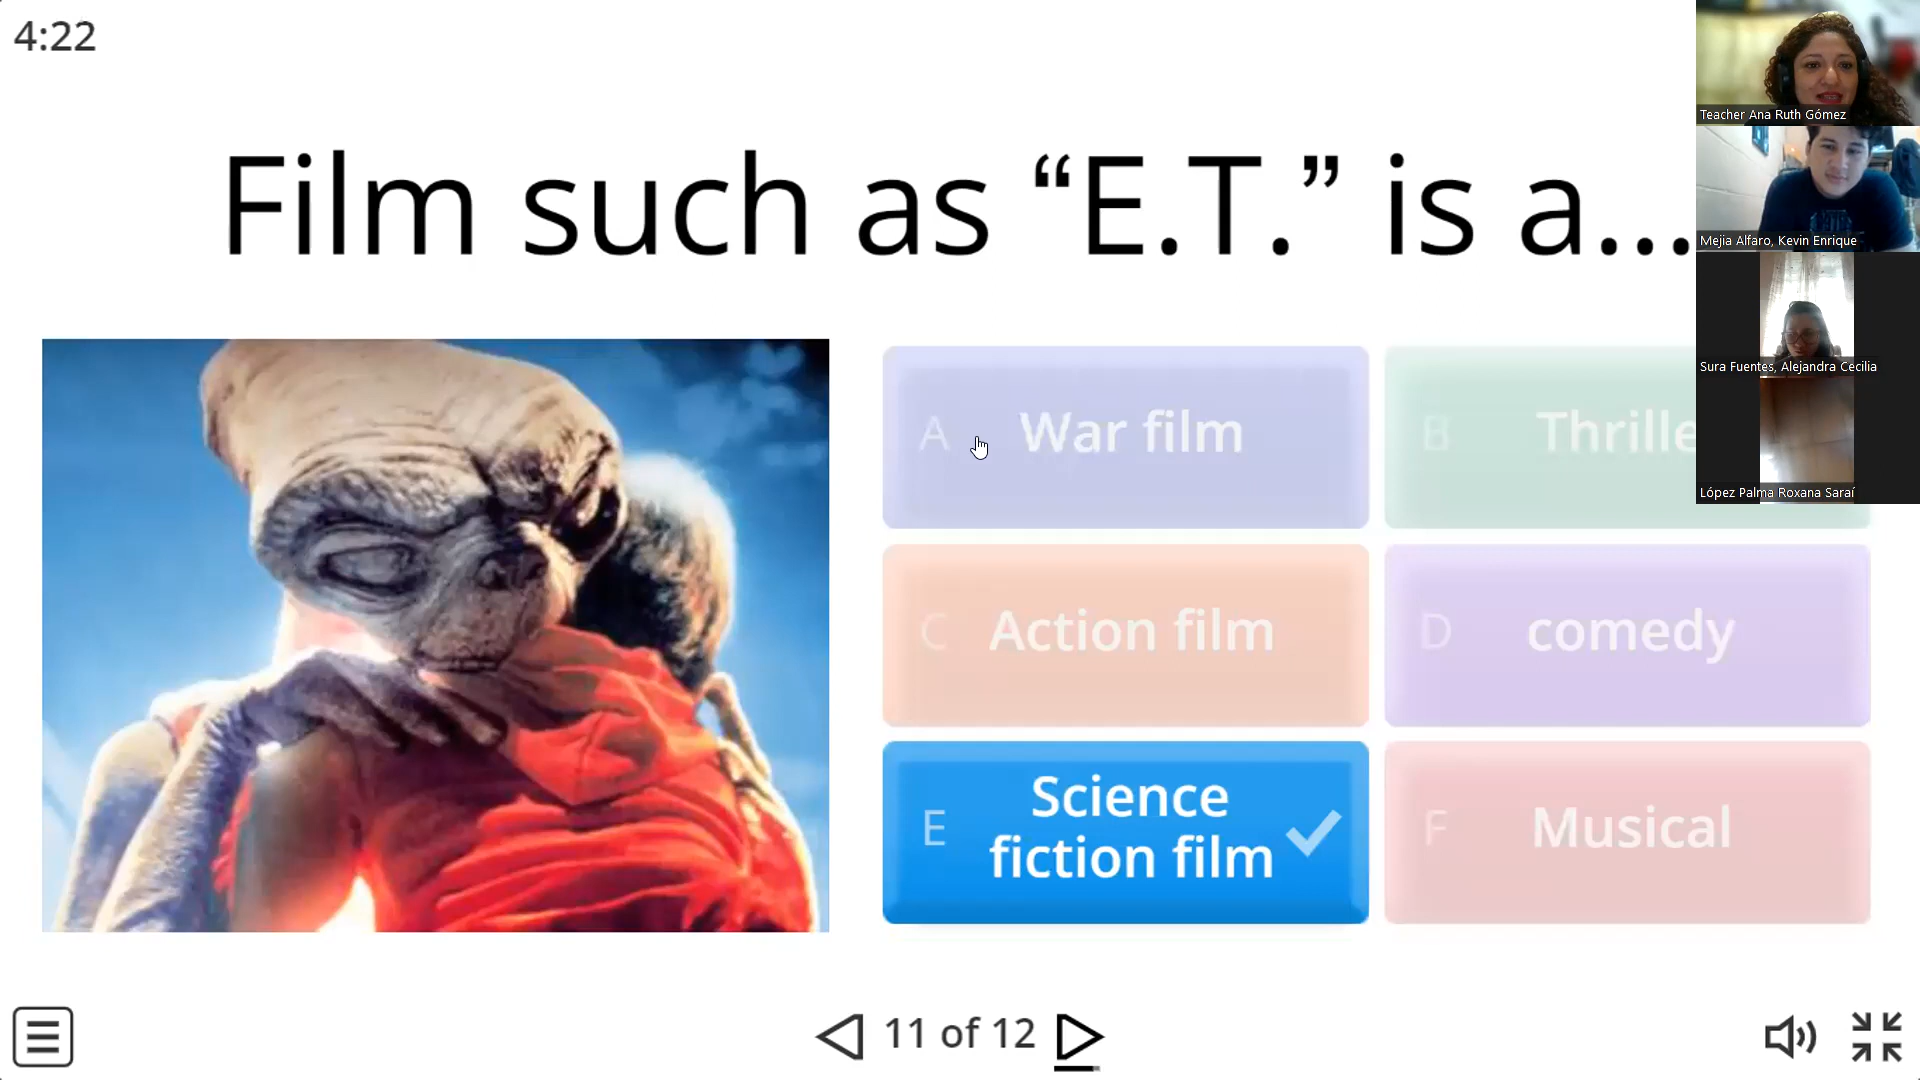 4:22
Film such as “E.T.” is a...
A War film
B Thrille
C Action film
D comedy
E Science
fiction film
F Musical
11 of 12
Teacher Ana Ruth Gómez
Mejia Alfaro, Kevin Enrique
Sura Fuentes, Alejandra Cecilia
López Palma Roxana Saraí